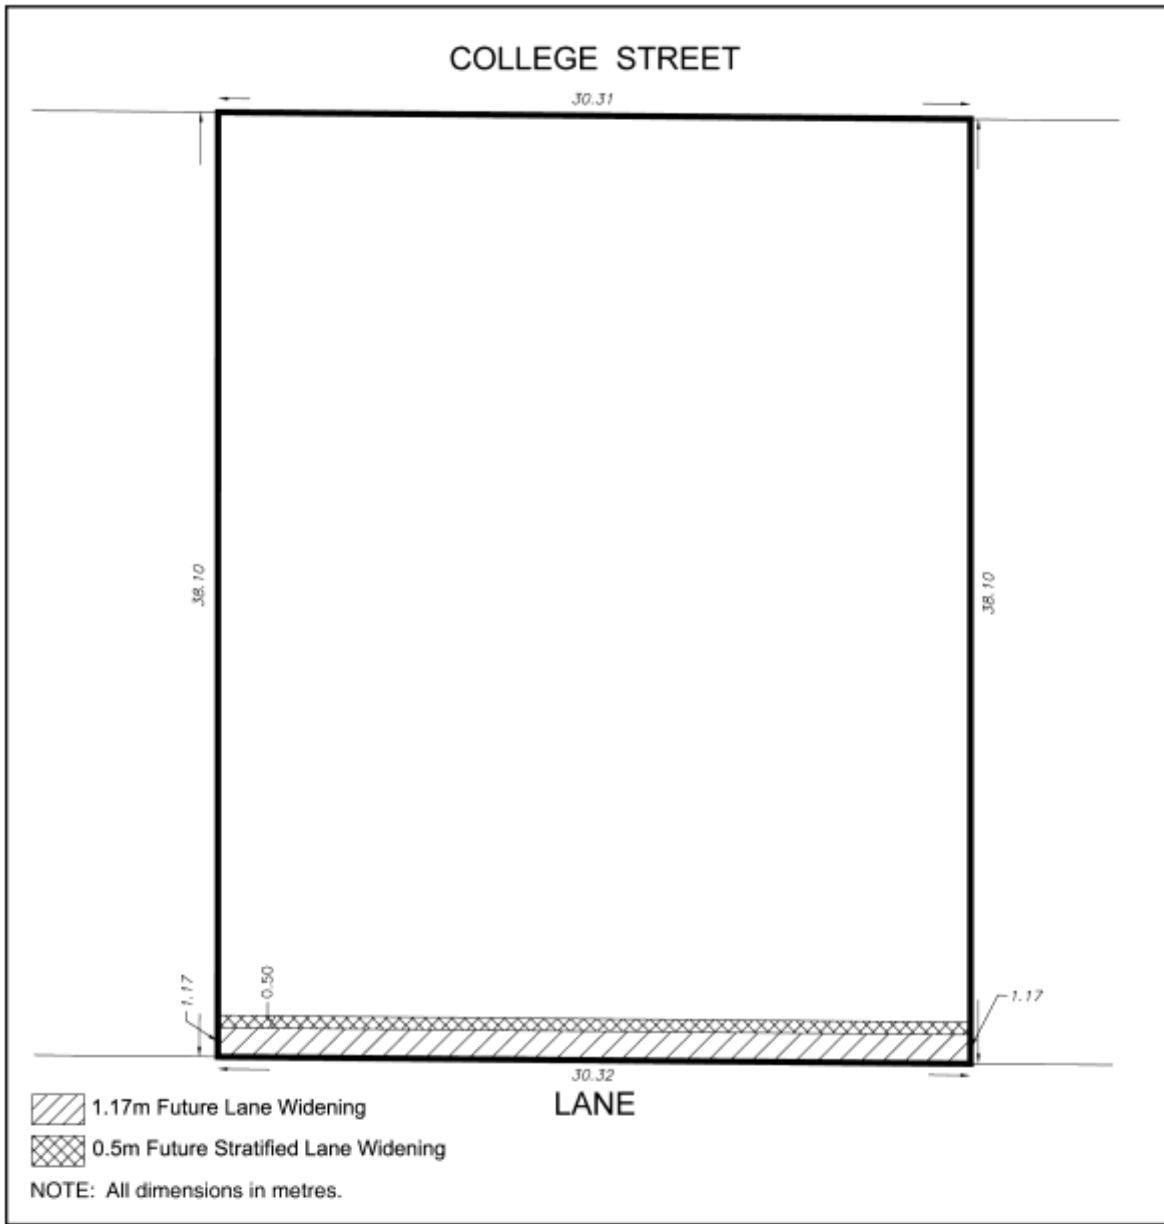 COLLEGE STREET
30.31
38.10
38.10
1.17
0.50
1.17
30.32
LANE
1.17m Future Lane Widening
0.5m Future Stratified Lane Widening
NOTE: All dimensions in metres.